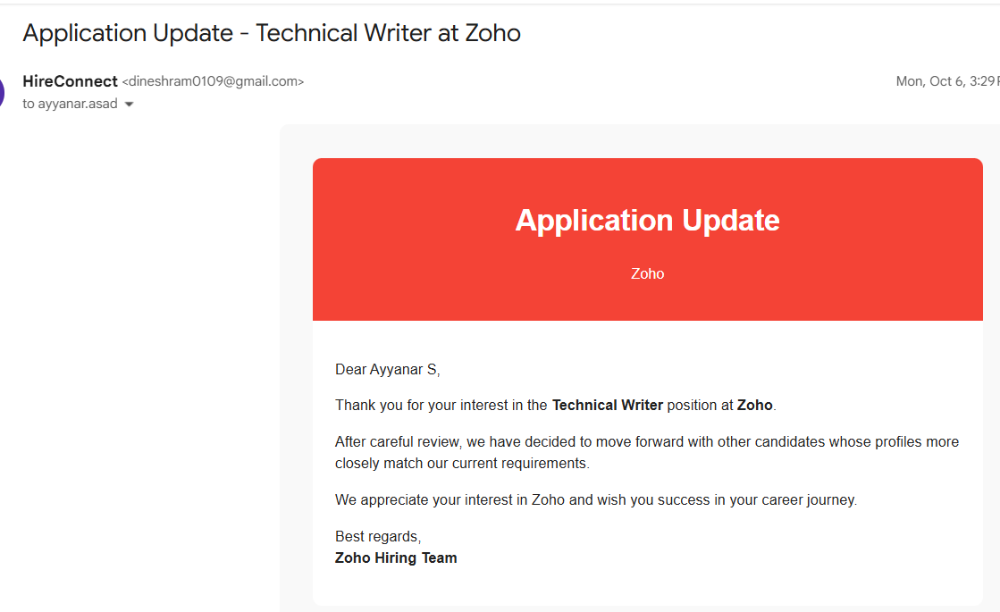 Application Update - Technical Writer at Zoho
HireConnect <dineshram0109@gmail.com>
Mon, Oct 6, 3:29
to ayyanar.asad
Application Update
Zoho
Dear Ayyanar S,
Thank you for your interest in the Technical Writer position at Zoho.
After careful review, we have decided to move forward with other candidates whose profiles more
closely match our current requirements.
We appreciate your interest in Zoho and wish you success in your career journey.
Best regards,
Zoho Hiring Team